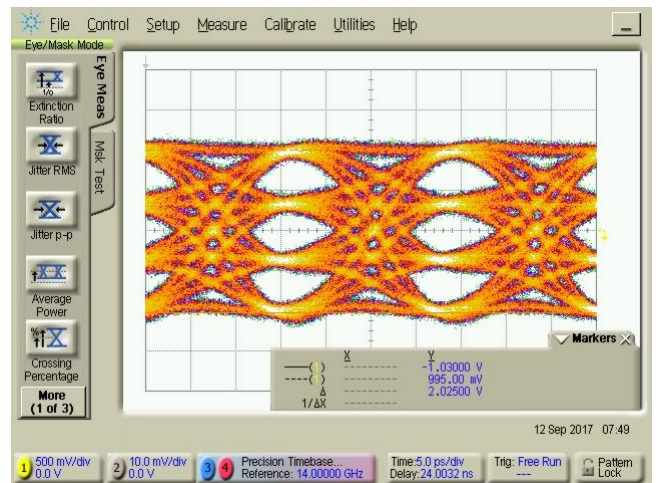 File Control Setup Measure Calibrate Utilities Help
Eye/Mask Mode
Eye Meas
Msk Test
1/0
Extinction
Ratio
Jitter RMS
Jitter p-p
Average
Power
%
Crossing
Percentage
More
(1 of 3)
Markers
X Y
——(1) --------- -1.03000 V
----(1) --------- 995.00 mV
Δ --------- 2.02500 V
1/ΔX ---------
12 Sep 2017 07:49
1 500 mV/div
0.0 V
2 10.0 mV/div
0.0 V
3 4 Precision Timebase...
Reference: 14.00000 GHz
Time:5.0 ps/div
Delay:24.0032 ns
Trig: Free Run
---
Pattern
Lock